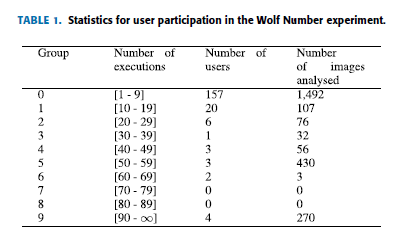 TABLE 1. Statistics for user participation in the Wolf Number experiment.
Group Number of executions Number of users Number of images analysed
0 [1 - 9] 157 1,492
1 [10 - 19] 20 107
2 [20 - 29] 6 76
3 [30 - 39] 1 32
4 [40 - 49] 3 56
5 [50 - 59] 3 430
6 [60 - 69] 2 3
7 [70 - 79] 0 0
8 [80 - 89] 0 0
9 [90 - ∞] 4 270